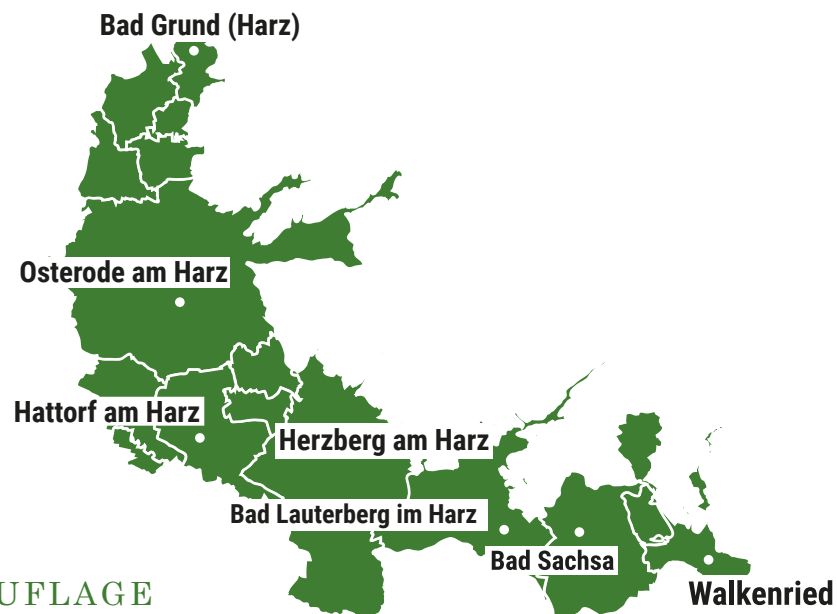 Bad Grund (Harz)
Osterode am Harz
Hattorf am Harz
Herzberg am Harz
Bad Lauterberg im Harz
Bad Sachsa
Walkenried
UFLAGE